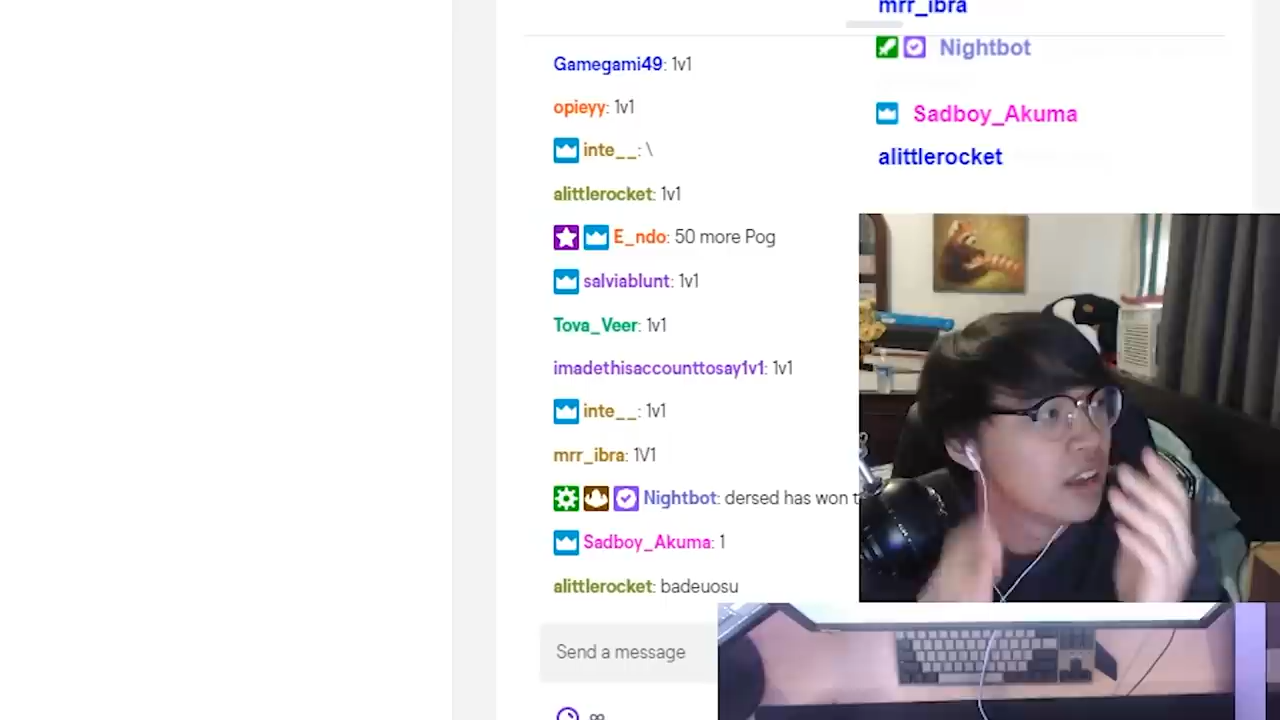 mrr_ibra
Nightbot
Sadboy_Akuma
alittlerocket
Gamegami49: 1v1
opieyy: 1v1
inte__: \
alittlerocket: 1v1
E_ndo: 50 more Pog
salviablunt: 1v1
Tova_Veer: 1v1
imadethisaccounttosay1v1: 1v1
inte__: 1v1
mrr_ibra: 1V1
Nightbot: dersed has won
Sadboy_Akuma: 1
alittlerocket: badeuosu
Send a message